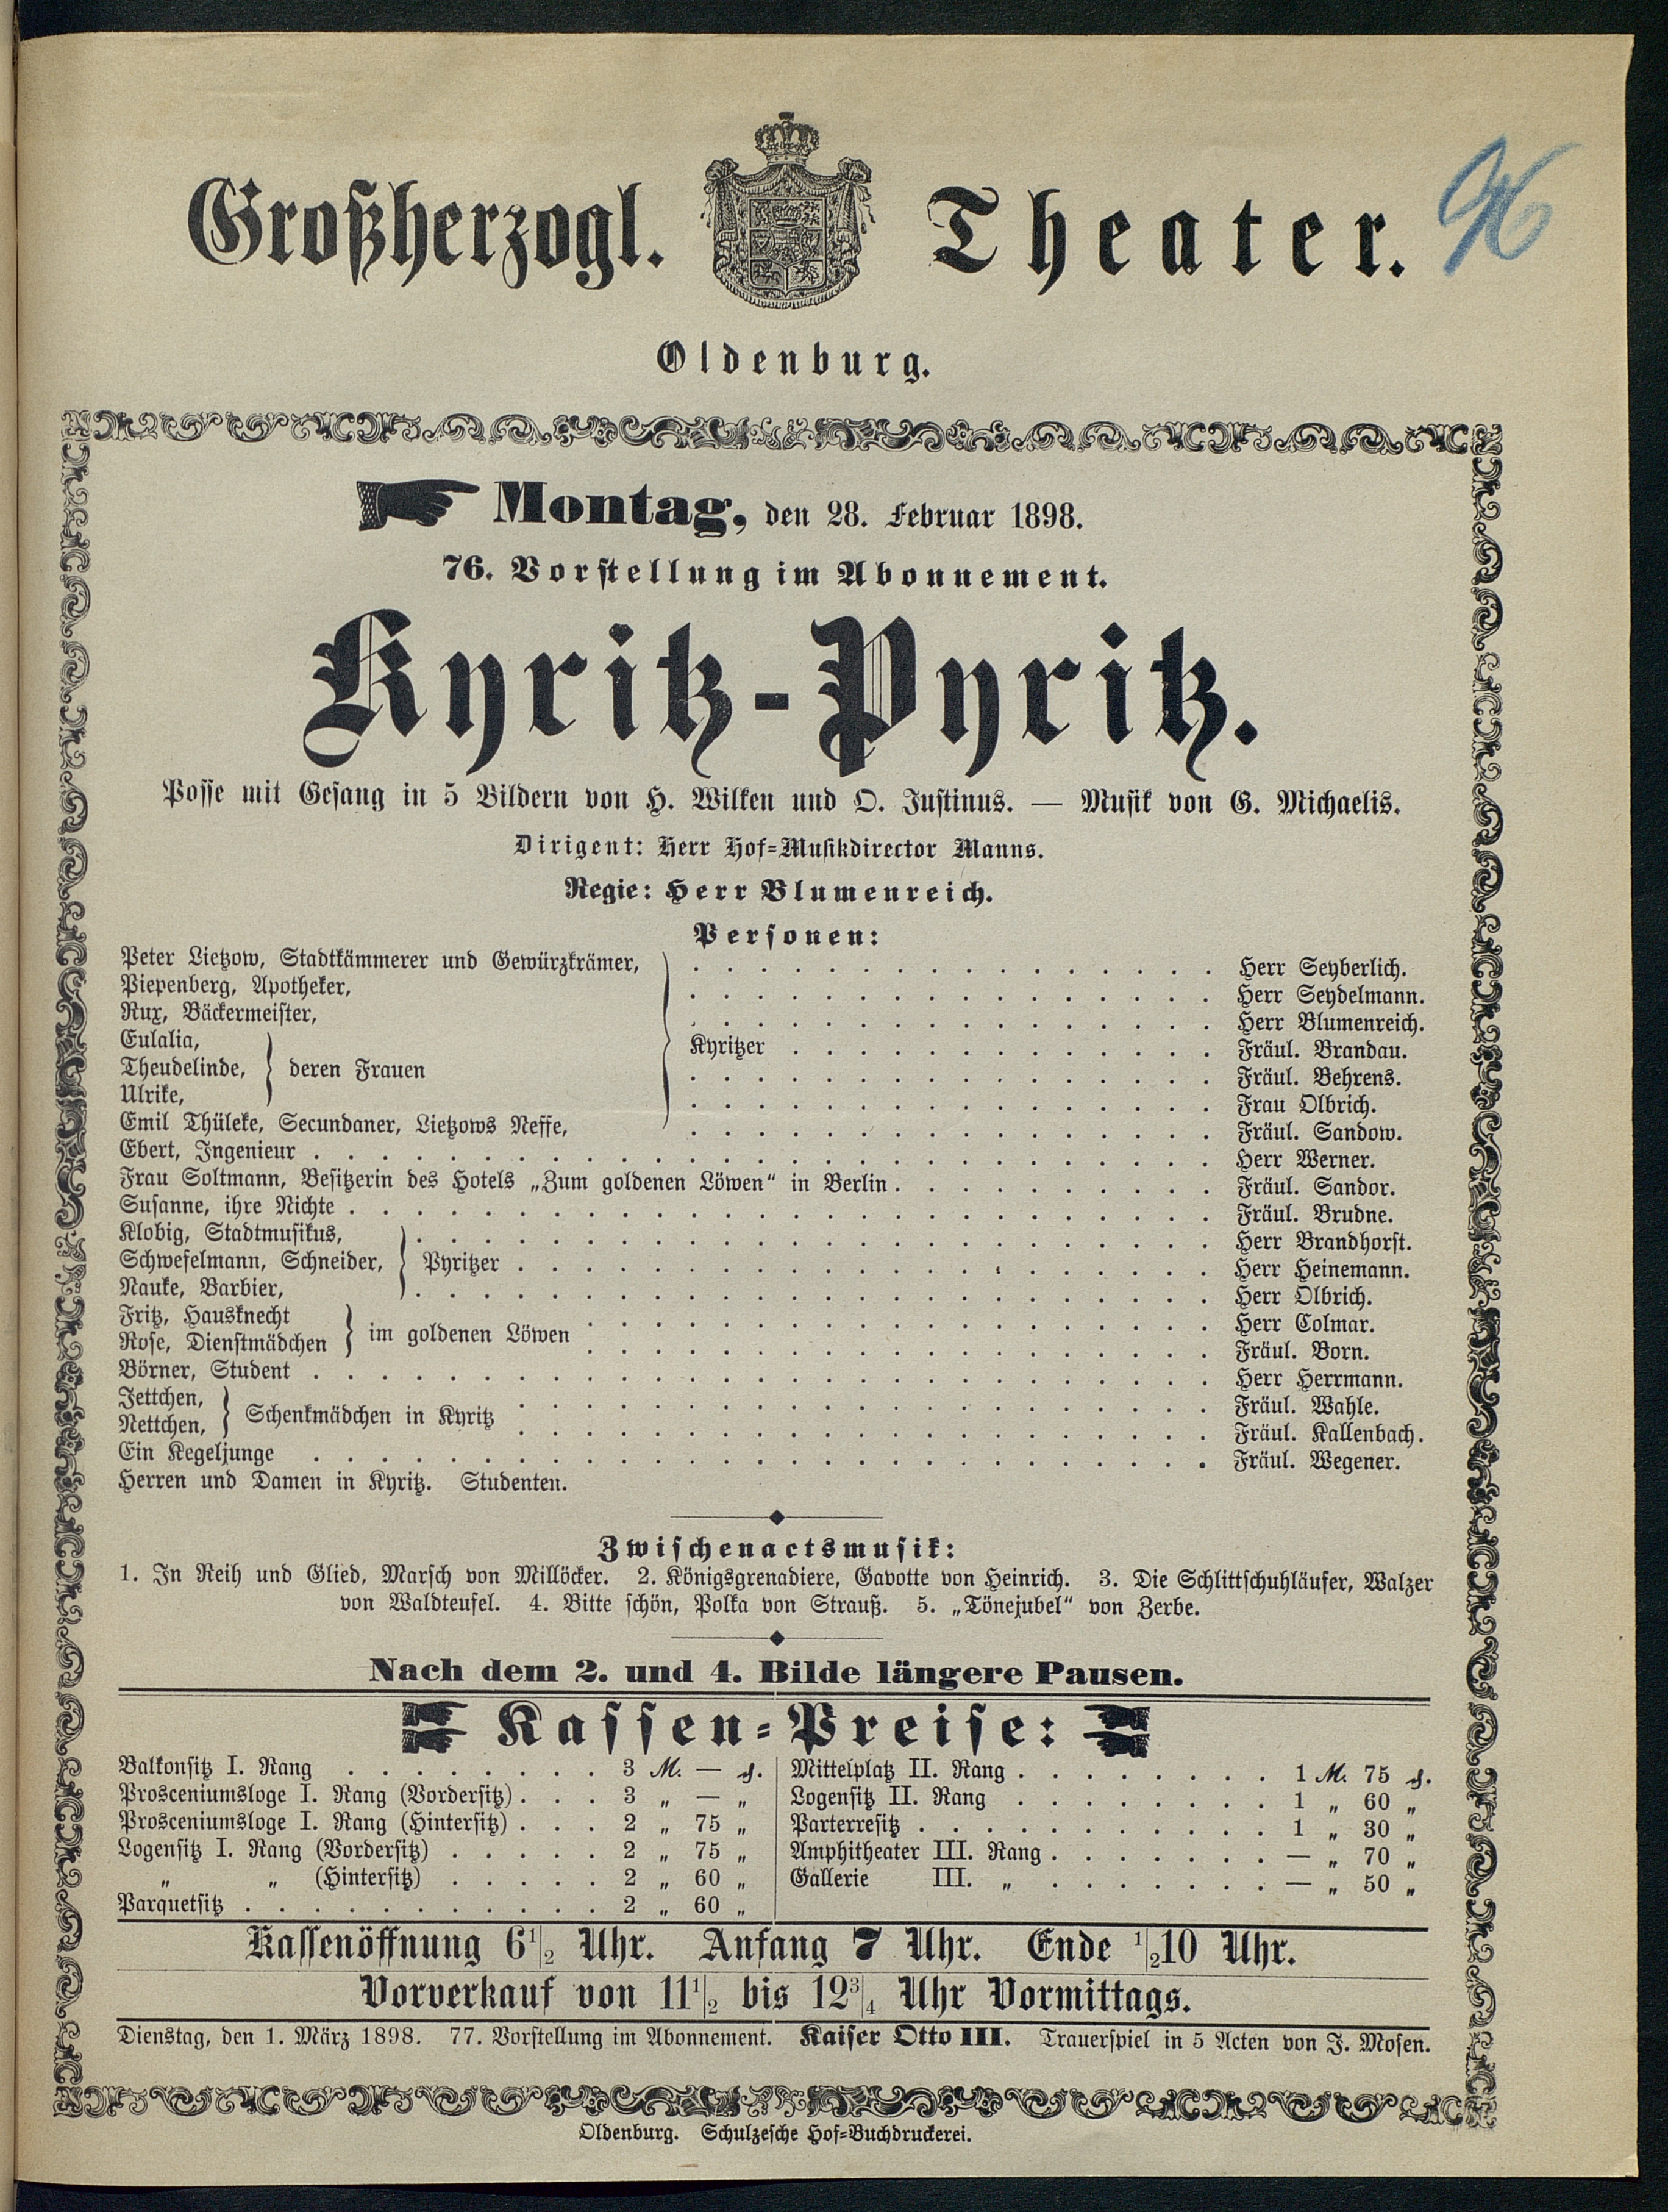 Großherzogl. Theater.
96
Oldenburg.
Montag, den 28. Februar 1898.
76. Vorstellung im Abonnement.
Kyritz-Pyritz.
Posse mit Gesang in 5 Bildern von H. Wilken und O. Justinus. — Musik von G. Michaelis.
Dirigent: Herr Hof=Musikdirector Manns.
Regie: Herr Blumenreich.
Personen:
Peter Lietzow, Stadtkämmerer und Gewürzkrämer, . . . Herr Seyberlich.
Piepenberg, Apotheker, . . . Herr Seydelmann.
Rux, Bäckermeister, . . . Herr Blumenreich.
Eulalia, Kyritzer . . . Fräul. Brandau.
Theudelinde, } deren Frauen . . . Fräul. Behrens.
Ulrike, . . . Frau Olbrich.
Emil Thüleke, Secundaner, Lietzows Neffe, . . . Fräul. Sandow.
Ebert, Ingenieur . . . Herr Werner.
Frau Soltmann, Besitzerin des Hotels „Zum goldenen Löwen“ in Berlin . . . Fräul. Sandor.
Susanne, ihre Nichte . . . Fräul. Brudne.
Klobig, Stadtmusikus, . . . Herr Brandhorst.
Schwefelmann, Schneider, } Pyritzer . . . Herr Heinemann.
Nauke, Barbier, . . . Herr Olbrich.
Fritz, Hausknecht . . . Herr Colmar.
Rose, Dienstmädchen } im goldenen Löwen . . . Fräul. Born.
Börner, Student . . . Herr Herrmann.
Jettchen, . . . Fräul. Wahle.
Nettchen, } Schenkmädchen in Kyritz . . . Fräul. Kallenbach.
Ein Kegeljunge . . . Fräul. Wegener.
Herren und Damen in Kyritz. Studenten.
Zwischenactsmusik:
1. In Reih und Glied, Marsch von Millöcker. 2. Königsgrenadiere, Gavotte von Heinrich. 3. Die Schlittschuhläufer, Walzer
von Waldteufel. 4. Bitte schön, Polka von Strauß. 5. „Tönejubel“ von Zerbe.
Nach dem 2. und 4. Bilde längere Pausen.
Kassen=Preise:
Balkonsitz I. Rang . . . 3 M. — ₰.
Prosceniumsloge I. Rang (Vordersitz) . . . 3 „ — „
Prosceniumsloge I. Rang (Hintersitz) . . . 2 „ 75 „
Logensitz I. Rang (Vordersitz) . . . 2 „ 75 „
„ „ (Hintersitz) . . . 2 „ 60 „
Parquetsitz . . . 2 „ 60 „
Mittelplatz II. Rang . . . 1 M. 75 ₰.
Logensitz II. Rang . . . 1 „ 60 „
Parterresitz . . . 1 „ 30 „
Amphitheater III. Rang . . . — „ 70 „
Gallerie III. „ . . . — „ 50 „
Kassenöffnung 6 1/2 Uhr. Anfang 7 Uhr. Ende 1/2 10 Uhr.
Vorverkauf von 11 1/2 bis 12 3/4 Uhr Vormittags.
Dienstag, den 1. März 1898. 77. Vorstellung im Abonnement. Kaiser Otto III. Trauerspiel in 5 Acten von J. Mosen.
Oldenburg. Schulzesche Hof=Buchdruckerei.